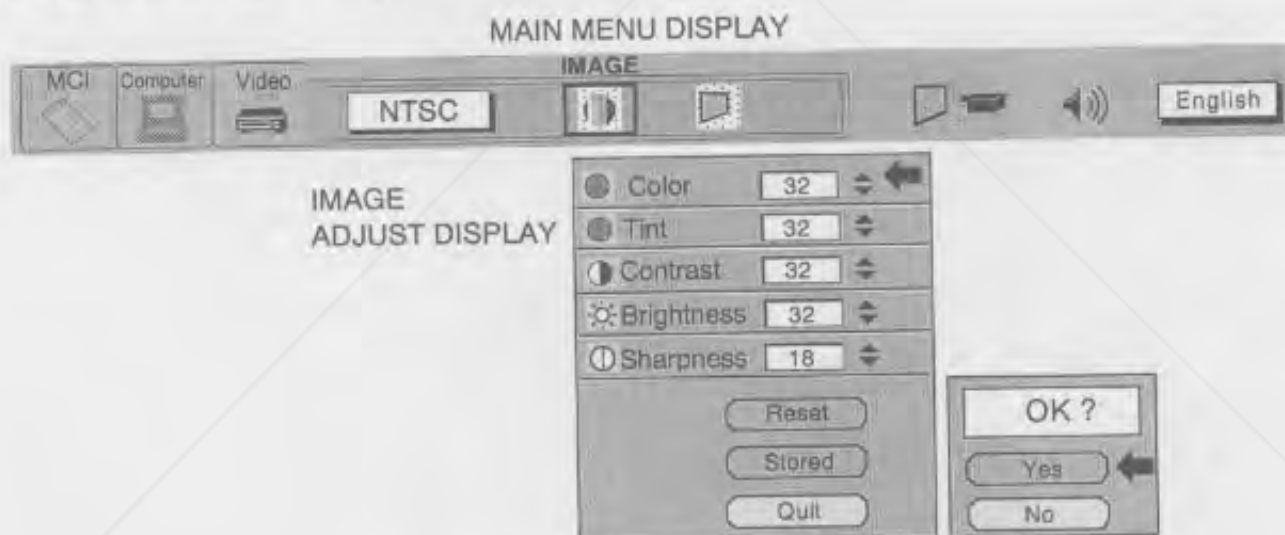 MAIN MENU DISPLAY
IMAGE
MCI Computer Video
NTSC
English
IMAGE
ADJUST DISPLAY
Color 32
Tint 32
Contrast 32
Brightness 32
Sharpness 18
Reset
Stored
Quit
OK ?
Yes
No